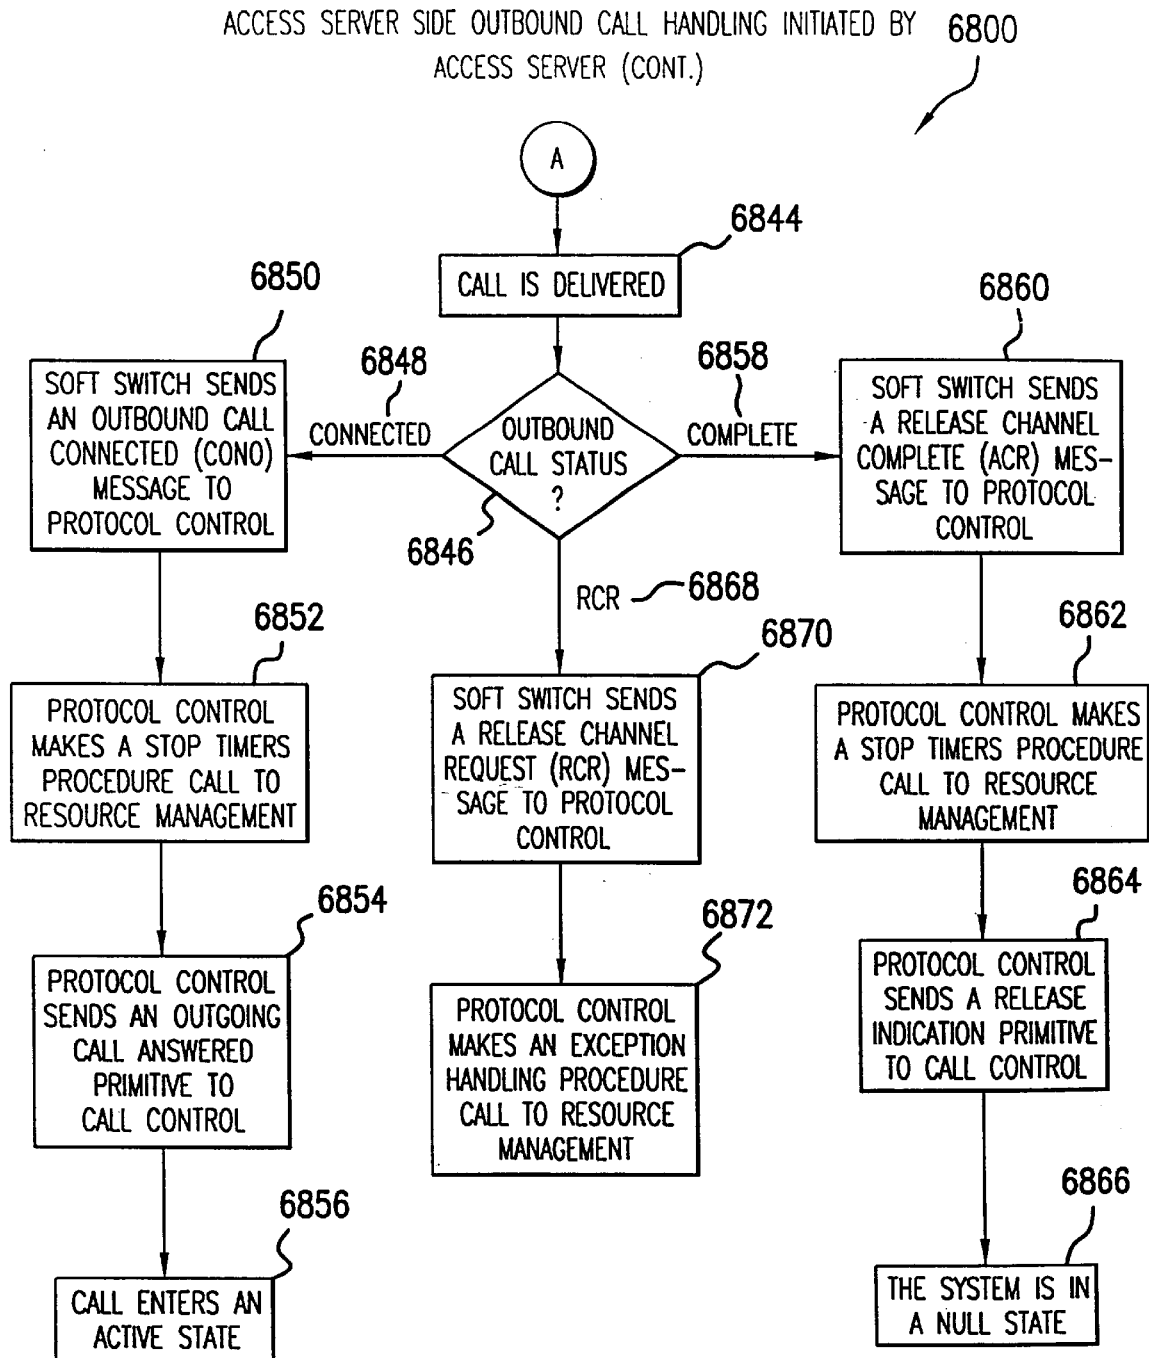 ACCESS SERVER SIDE OUTBOUND CALL HANDLING INITIATED BY
ACCESS SERVER (CONT.)
6800
A
6844
CALL IS DELIVERED
6850
SOFT SWITCH SENDS
AN OUTBOUND CALL
CONNECTED (CONO)
MESSAGE TO
PROTOCOL CONTROL
6848
CONNECTED
OUTBOUND
CALL STATUS
?
6846
6858
COMPLETE
6860
SOFT SWITCH SENDS
A RELEASE CHANNEL
COMPLETE (ACR) MES-
SAGE TO PROTOCOL
CONTROL
RCR
6868
6852
PROTOCOL CONTROL
MAKES A STOP TIMERS
PROCEDURE CALL TO
RESOURCE MANAGEMENT
6870
SOFT SWITCH SENDS
A RELEASE CHANNEL
REQUEST (RCR) MES-
SAGE TO PROTOCOL
CONTROL
6862
PROTOCOL CONTROL MAKES
A STOP TIMERS PROCEDURE
CALL TO RESOURCE
MANAGEMENT
6854
PROTOCOL CONTROL
SENDS AN OUTGOING
CALL ANSWERED
PRIMITIVE TO
CALL CONTROL
6872
PROTOCOL CONTROL
MAKES AN EXCEPTION
HANDLING PROCEDURE
CALL TO RESOURCE
MANAGEMENT
6864
PROTOCOL CONTROL
SENDS A RELEASE
INDICATION PRIMITIVE
TO CALL CONTROL
6856
CALL ENTERS AN
ACTIVE STATE
6866
THE SYSTEM IS IN
A NULL STATE